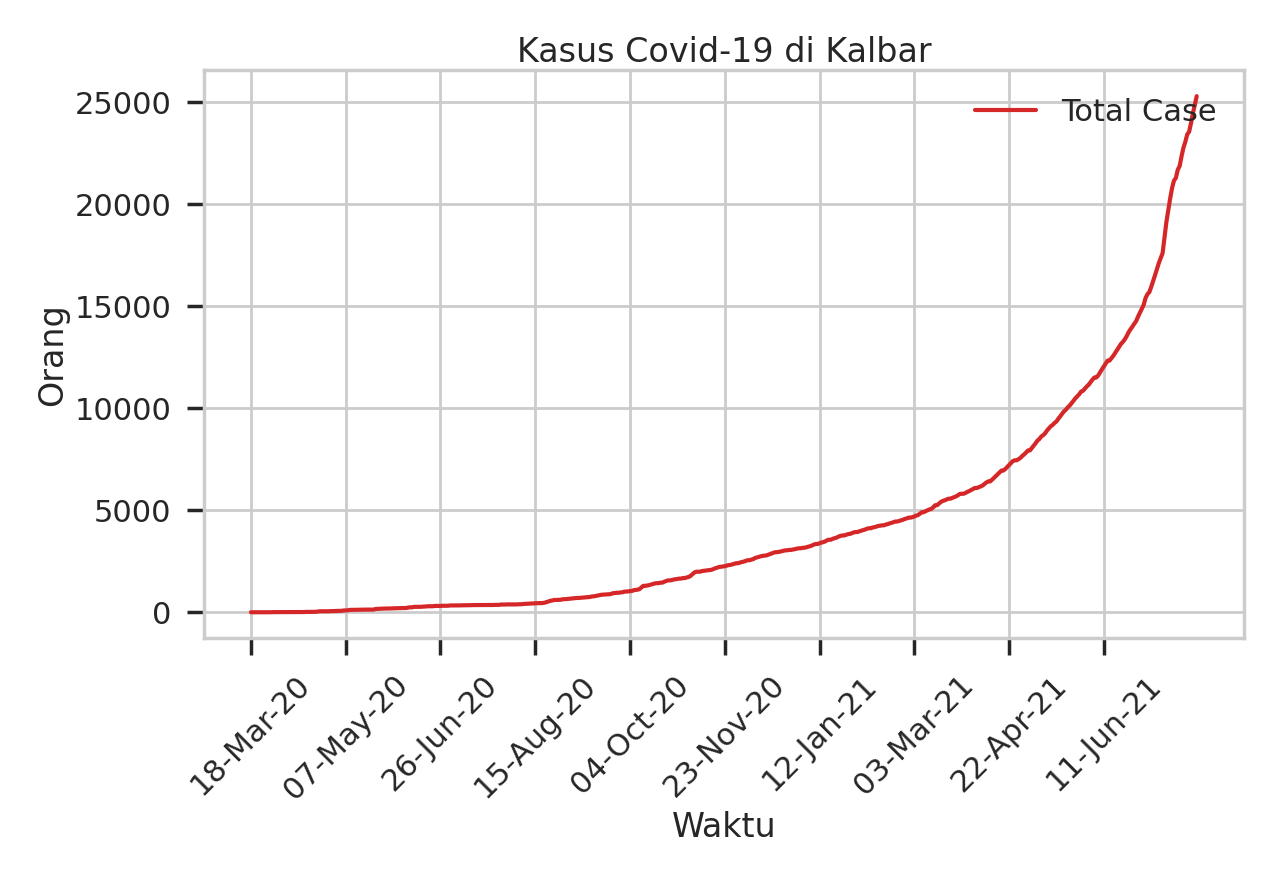 Kasus Covid-19 di Kalbar
Total Case
25000
20000
15000
10000
5000
0
Orang
18-Mar-20
07-May-20
26-Jun-20
15-Aug-20
04-Oct-20
23-Nov-20
12-Jan-21
03-Mar-21
22-Apr-21
11-Jun-21
Waktu